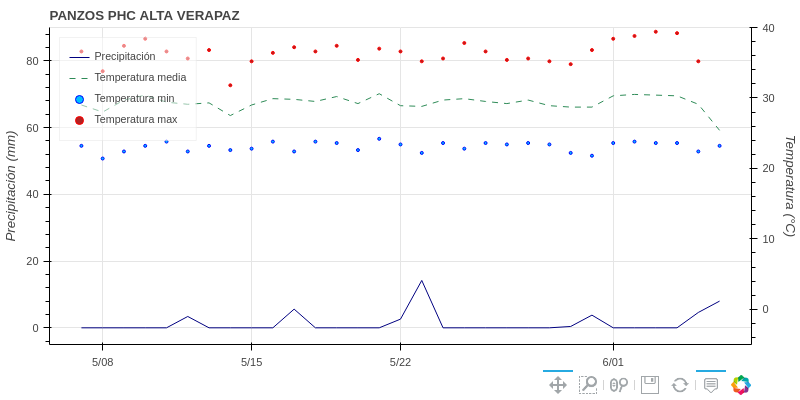 PANZOS PHC ALTA VERAPAZ
Precipitación
Temperatura media
Temperatura min
Temperatura max
80
60
40
20
0
Precipitación (mm)
40
30
20
10
0
Temperatura (°C)
5/08
5/15
5/22
6/01